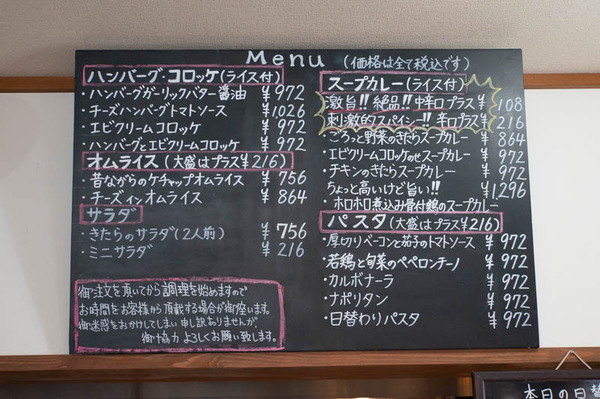 Menu (価格は全て税込です)
ハンバーグ・コロッケ(ライス付)
・ハンバーグガーリックバター醤油 ¥972
・チーズハンバーグトマトソース ¥1,026
・エビクリームコロッケ ¥972
・ハンバーグとエビクリームコロッケ ¥972
オムライス(大盛はプラス¥216)
・昔ながらのケチャップオムライス ¥756
・チーズインオムライス ¥864
サラダ
・きたらのサラダ(2人前) ¥756
・ミニサラダ ¥216
御注文を頂いてから調理を始めますので
お時間をお客様から頂戴する場合が御座います。
御迷惑をおかけしてしまい申し訳ありませんが、
御協力よろしくお願い致します。
スープカレー(ライス付)
激旨!!絶品!!中辛口プラス¥108
刺激的スパイシー!!辛口プラス¥216
・ごろっと野菜のきたらスープカレー ¥864
・エビクリームコロッケのせスープカレー ¥972
・チキンのきたらスープカレー ¥972
ちょっと高いけど旨い!! ¥1,296
・ホロホロ煮込み骨付鶏のスープカレー
パスタ(大盛はプラス¥216)
・厚切りベーコンと茄子のトマトソース ¥972
・若鶏と旬菜のペペロンチーノ ¥972
・カルボナーラ ¥972
・ナポリタン ¥972
・日替わりパスタ ¥972
本日の日替